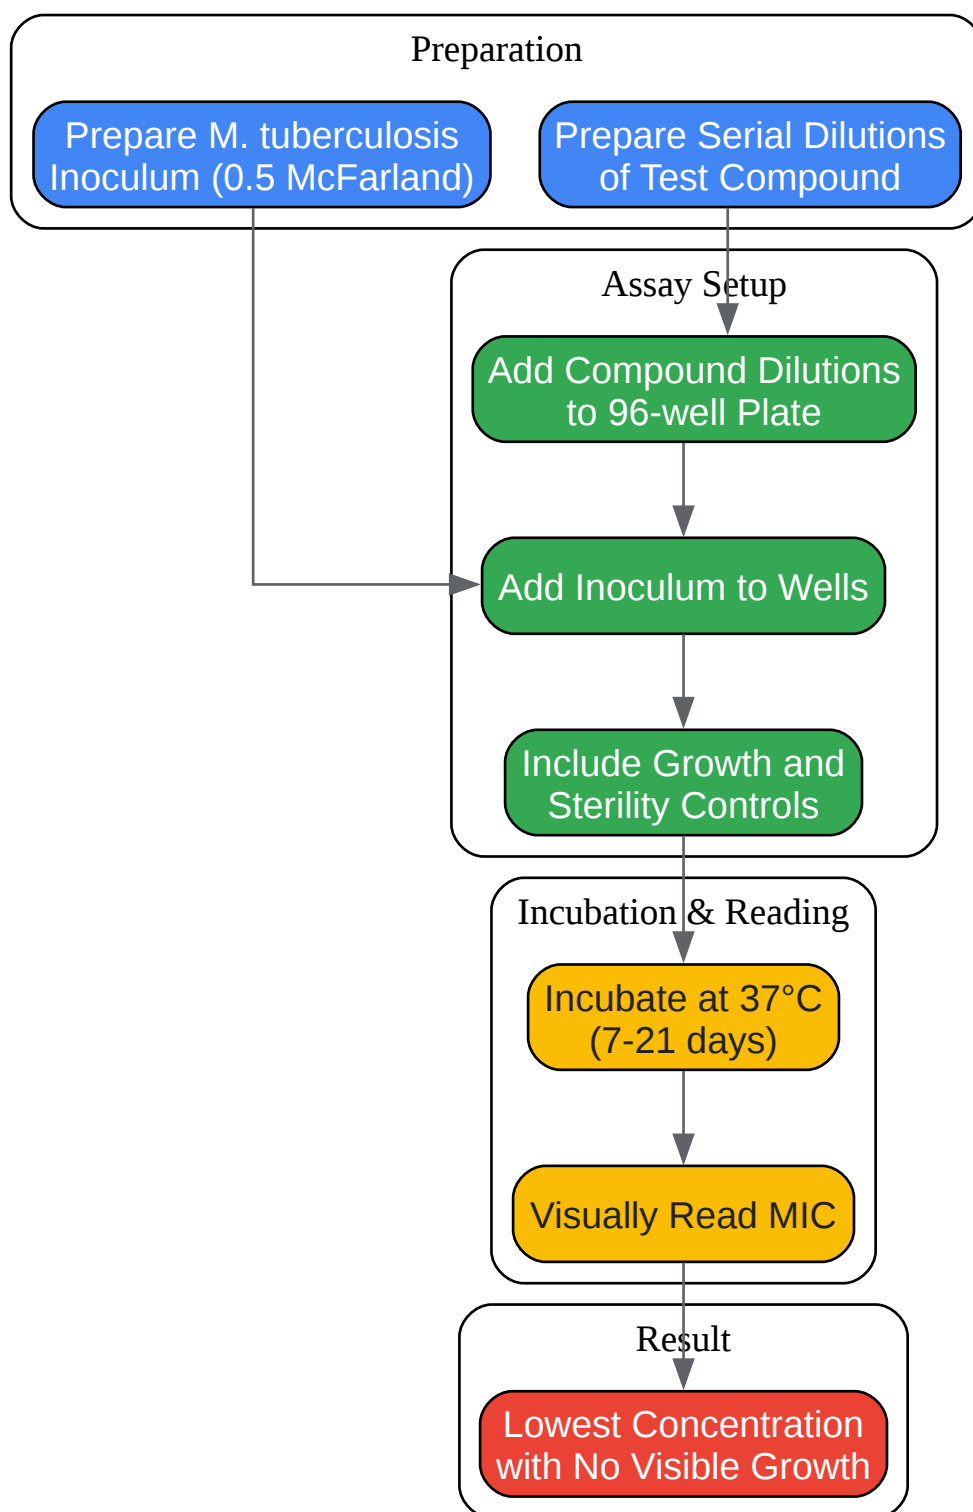 Preparation
Prepare M. tuberculosis
Inoculum (0.5 McFarland)
Prepare Serial Dilutions
of Test Compound
Assay Setup
Add Compound Dilutions
to 96-well Plate
Add Inoculum to Wells
Include Growth and
Sterility Controls
Incubation & Reading
Incubate at 37°C
(7-21 days)
Visually Read MIC
Result
Lowest Concentration
with No Visible Growth